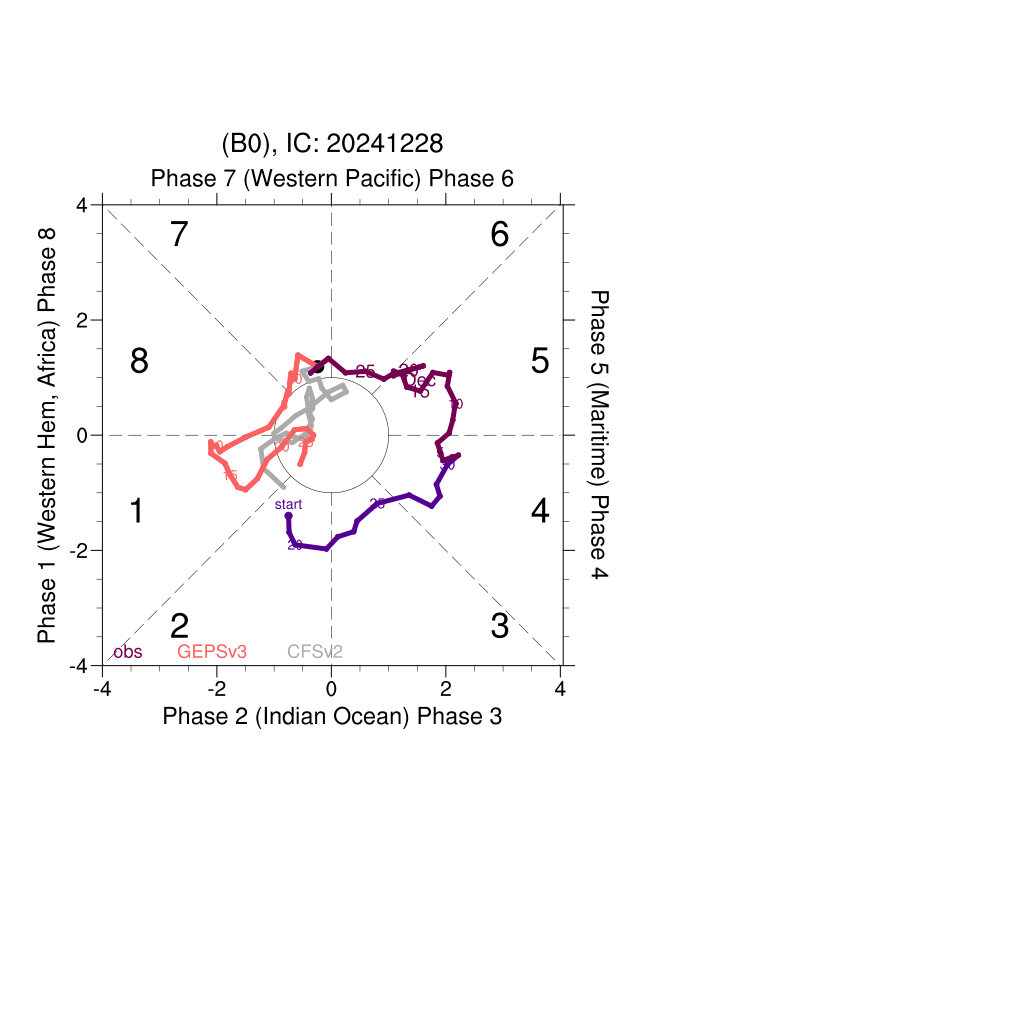 (B0), IC: 20241228
Phase 7 (Western Pacific) Phase 6
4
7
6
Phase 1 (Western Hem, Africa) Phase 8
Phase 5 (Maritime) Phase 4
2
8
5
25
20
Dec
15
10
0
20
25
15
5
30
1
4
start
25
20
-2
2
3
obs
GEPSv3
CFSv2
-4
-4
-2
0
2
4
Phase 2 (Indian Ocean) Phase 3